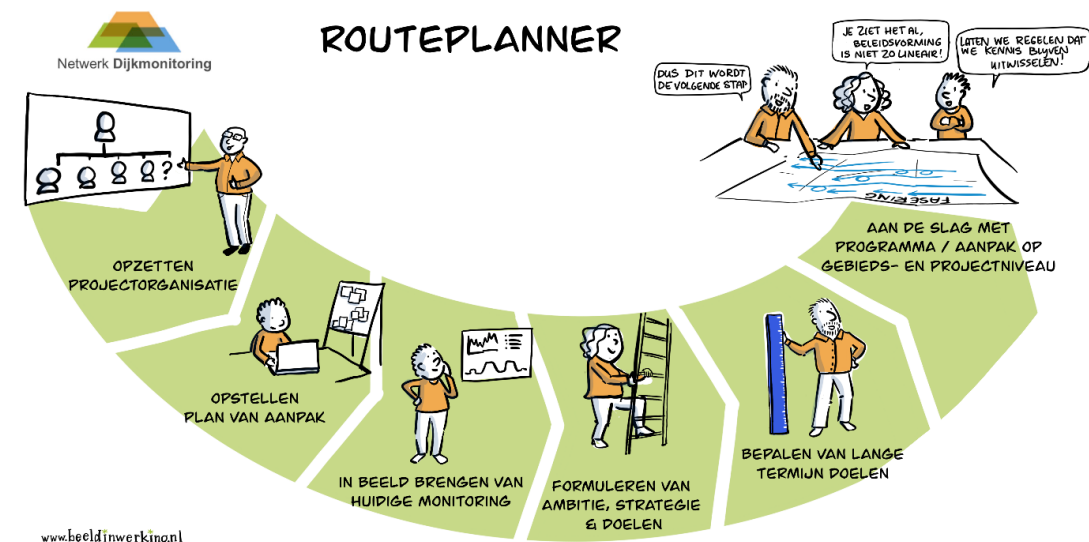 Netwerk Dijkmonitoring
ROUTEPLANNER
DUS DIT WORDT
DE VOLGENDE STAP
JE ZIET HET AL,
BELEIDSVORMING
IS NIET ZO LINEAIR!
LATEN WE REGELEN DAT
WE KENNIS BLIJVEN
UITWISSELEN!
?
FASERING
OPZETTEN
PROJECTORGANISATIE
OPSTELLEN
PLAN VAN AANPAK
IN BEELD BRENGEN VAN
HUIDIGE MONITORING
FORMULEREN VAN
AMBITIE, STRATEGIE
& DOELEN
BEPALEN VAN LANGE
TERMIJN DOELEN
AAN DE SLAG MET
PROGRAMMA / AANPAK OP
GEBIEDS- EN PROJECTNIVEAU
www.beeldinwerking.nl